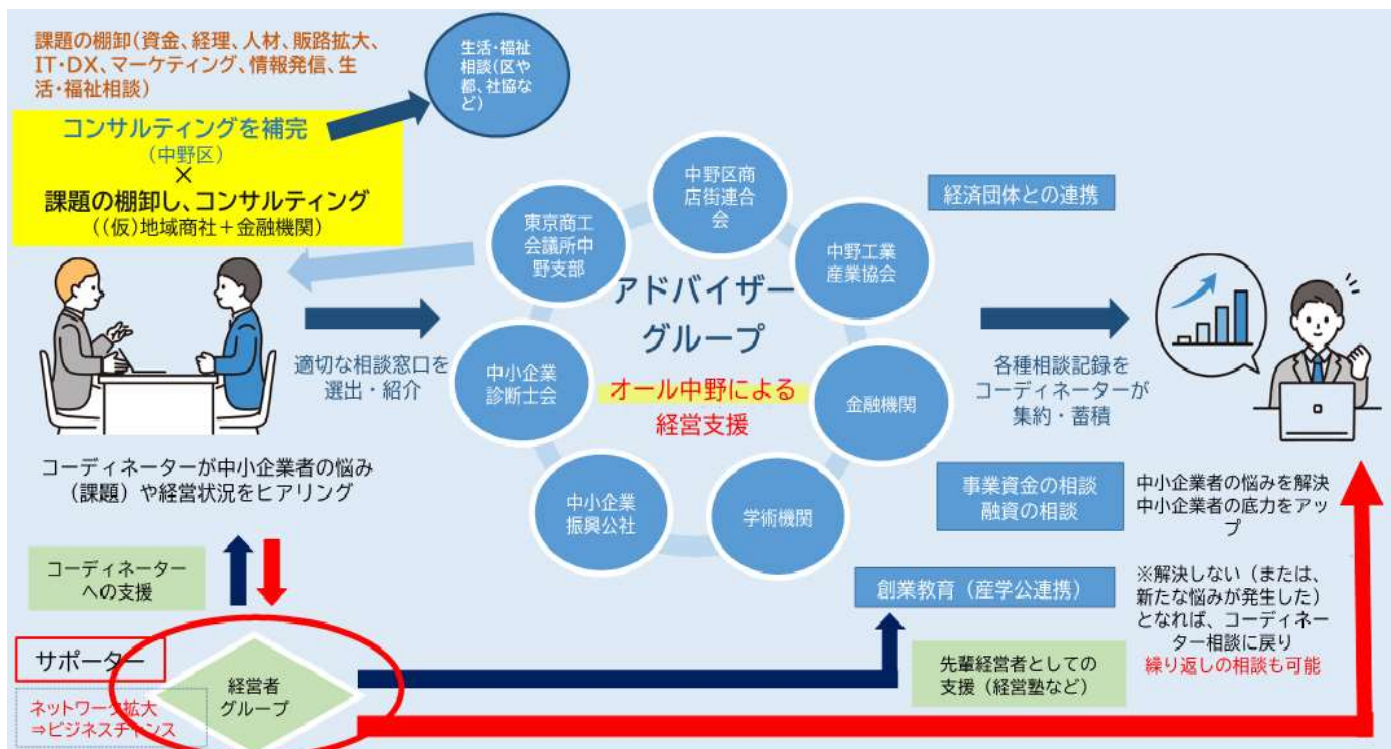 課題の棚卸(資金、経理、人材、販路拡大、
IT・DX、マーケティング、情報発信、生
活・福祉相談)
生活・福祉
相談(区や
都、社協な
ど)
コンサルティングを補完
(中野区)
×
課題の棚卸し、コンサルティング
((仮)地域商社+金融機関)
東京商工
会議所中
野支部
中野区商
店街連合
会
中野工業
産業協会
経済団体との連携
アドバイザー
グループ
オール中野による
経営支援
中小企業
診断士会
金融機関
中小企業
振興公社
学術機関
適切な相談窓口を
選出・紹介
各種相談記録を
コーディネーターが
集約・蓄積
コーディネーターが中小企業者の悩み
(課題)や経営状況をヒアリング
事業資金の相談
融資の相談
中小企業者の悩みを解決
中小企業者の底力をアッ
プ
コーディネーター
への支援
創業教育(産学公連携)
※解決しない(または、
新たな悩みが発生した)
となれば、コーディネー
ター相談に戻り
繰り返しの相談も可能
サポーター
経営者
グループ
ネットワーク拡大
⇒ビジネスチャンス
先輩経営者としての
支援(経営塾など)